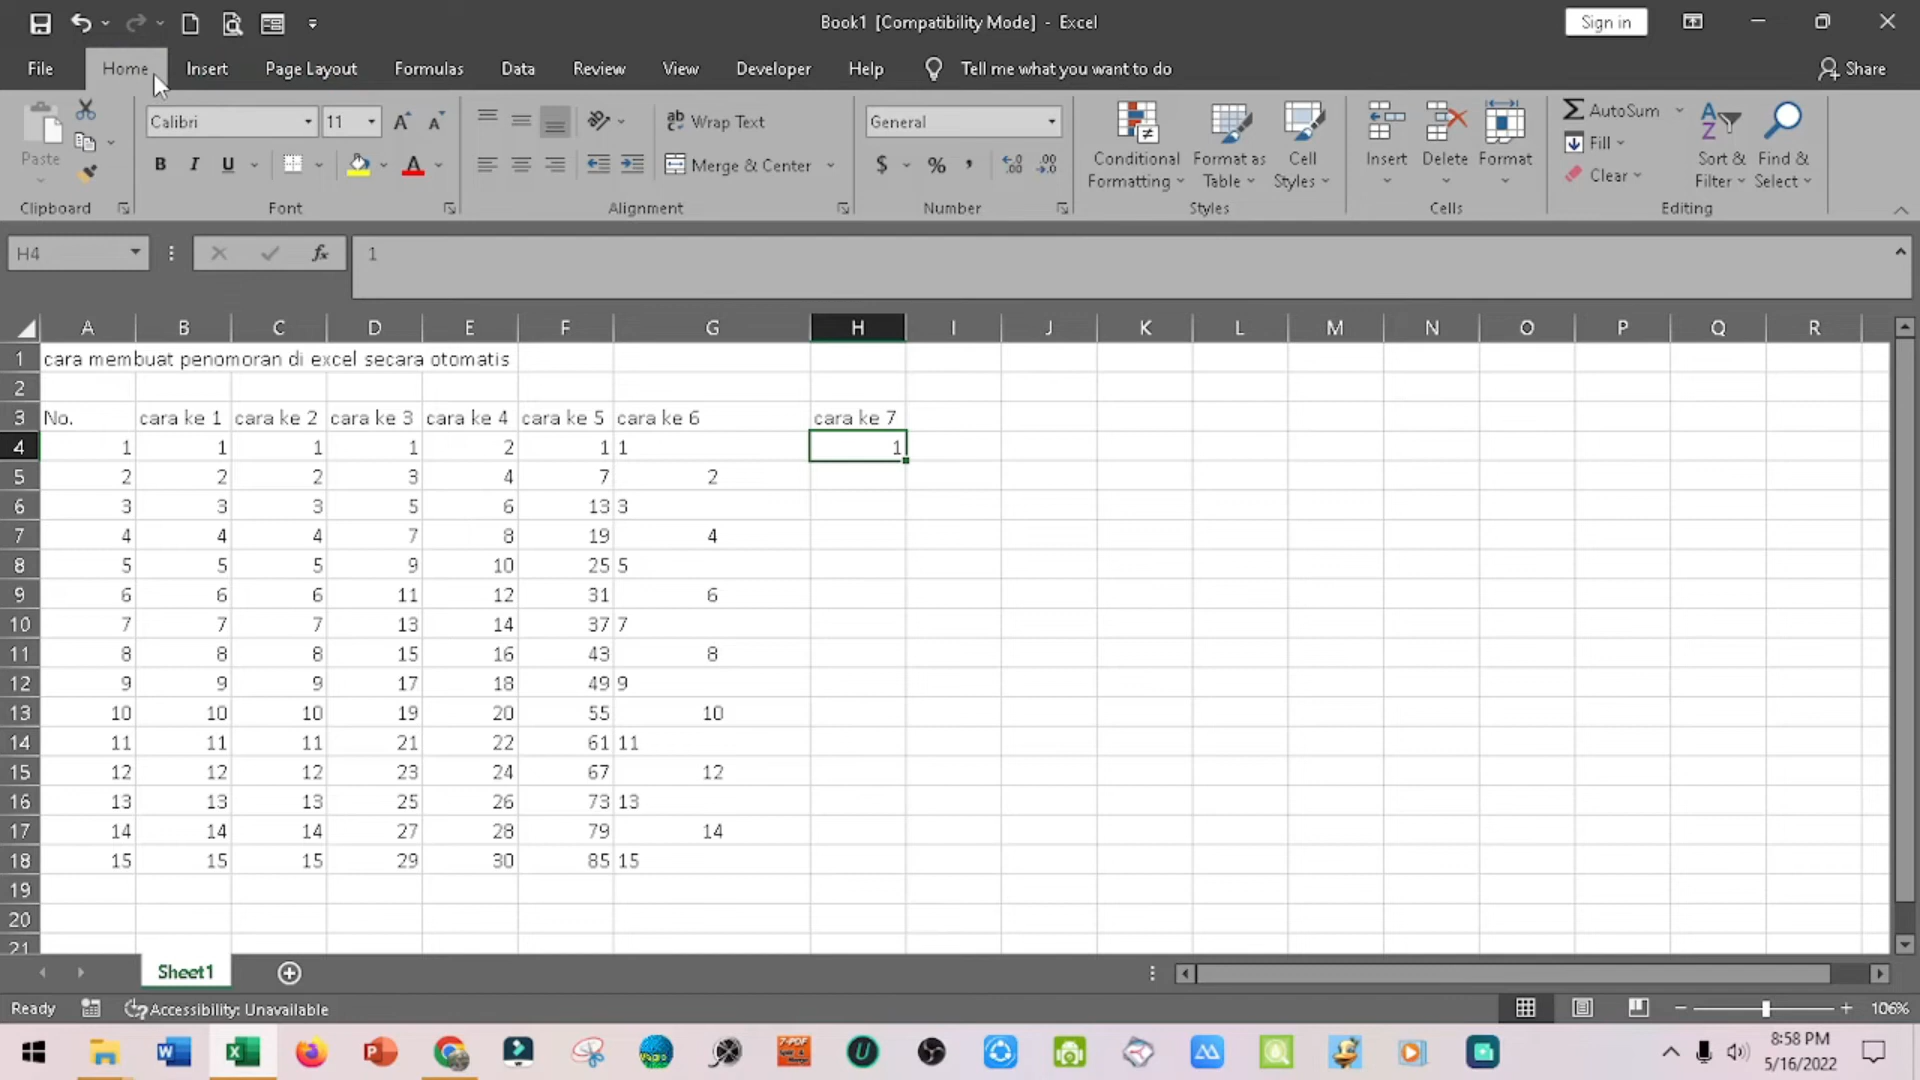 Book1 [Compatibility Mode] - Excel
Sign in
File Home Insert Page Layout Formulas Data Review View Developer Help Tell me what you want to do Share
Paste
Calibri 11
B I U
Wrap Text
Merge & Center
General
$ % ,
Conditional Formatting
Format as Table
Cell Styles
Insert Delete Format
AutoSum
Fill
Clear
Sort & Filter
Find & Select
Clipboard Font Alignment Number Styles Cells Editing
H4 fx 1
A B C D E F G H I J K L M N O P Q R
1 cara membuat penomoran di excel secara otomatis
2
3 No. cara ke 1 cara ke 2 cara ke 3 cara ke 4 cara ke 5 cara ke 6 cara ke 7
4 1 1 1 1 2 1 1 1
5 2 2 2 3 4 7 2
6 3 3 3 5 6 13 3
7 4 4 4 7 8 19 4
8 5 5 5 9 10 25 5
9 6 6 6 11 12 31 6
10 7 7 7 13 14 37 7
11 8 8 8 15 16 43 8
12 9 9 9 17 18 49 9
13 10 10 10 19 20 55 10
14 11 11 11 21 22 61 11
15 12 12 12 23 24 67 12
16 13 13 13 25 26 73 13
17 14 14 14 27 28 79 14
18 15 15 15 29 30 85 15
19
20
21
Sheet1
Ready Accessibility: Unavailable 106%
8:58 PM
5/16/2022